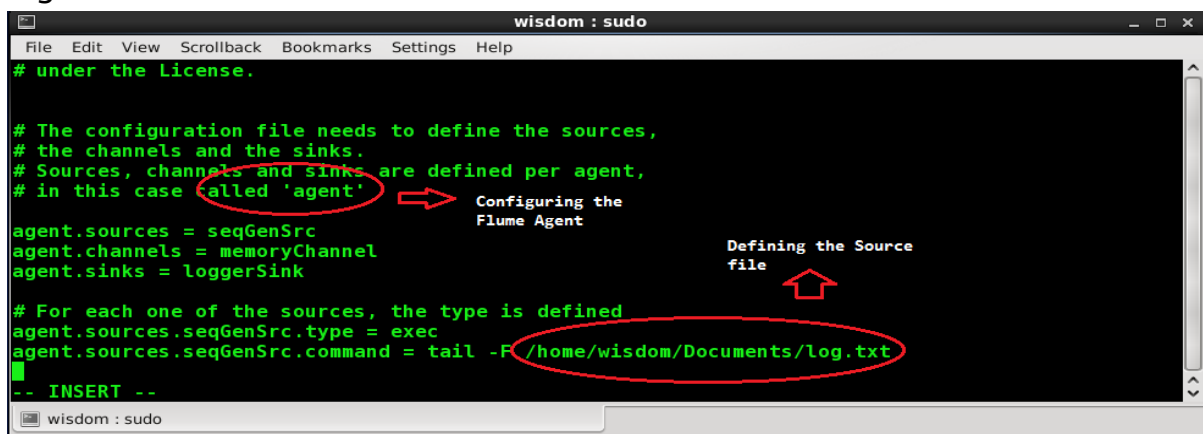 wisdom : sudo
File Edit View Scrollback Bookmarks Settings Help
# under the License.
# The configuration file needs to define the sources,
# the channels and the sinks.
# Sources, channels and sinks are defined per agent,
# in this case called 'agent'
Configuring the
Flume Agent
agent.sources = seqGenSrc
agent.channels = memoryChannel
agent.sinks = loggerSink
Defining the Source
file
# For each one of the sources, the type is defined
agent.sources.seqGenSrc.type = exec
agent.sources.seqGenSrc.command = tail -F /home/wisdom/Documents/log.txt
-- INSERT --
wisdom : sudo